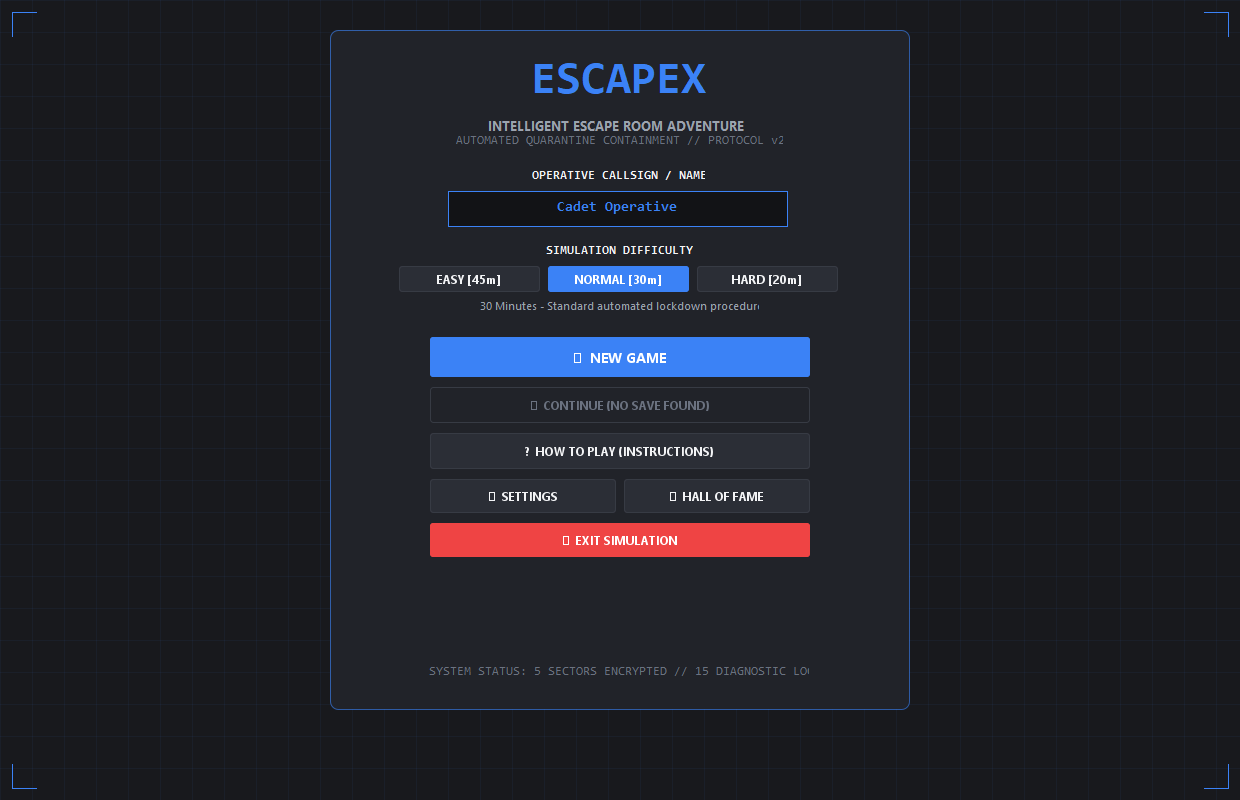 ESCAPEX
INTELLIGENT ESCAPE ROOM ADVENTURE
AUTOMATED QUARANTINE CONTAINMENT // PROTOCOL v2
OPERATIVE CALLSIGN / NAME
Cadet Operative
SIMULATION DIFFICULTY
EASY [45m] NORMAL [30m] HARD [20m]
30 Minutes - Standard automated lockdown procedur
NEW GAME
CONTINUE (NO SAVE FOUND)
? HOW TO PLAY (INSTRUCTIONS)
SETTINGS HALL OF FAME
EXIT SIMULATION
SYSTEM STATUS: 5 SECTORS ENCRYPTED // 15 DIAGNOSTIC